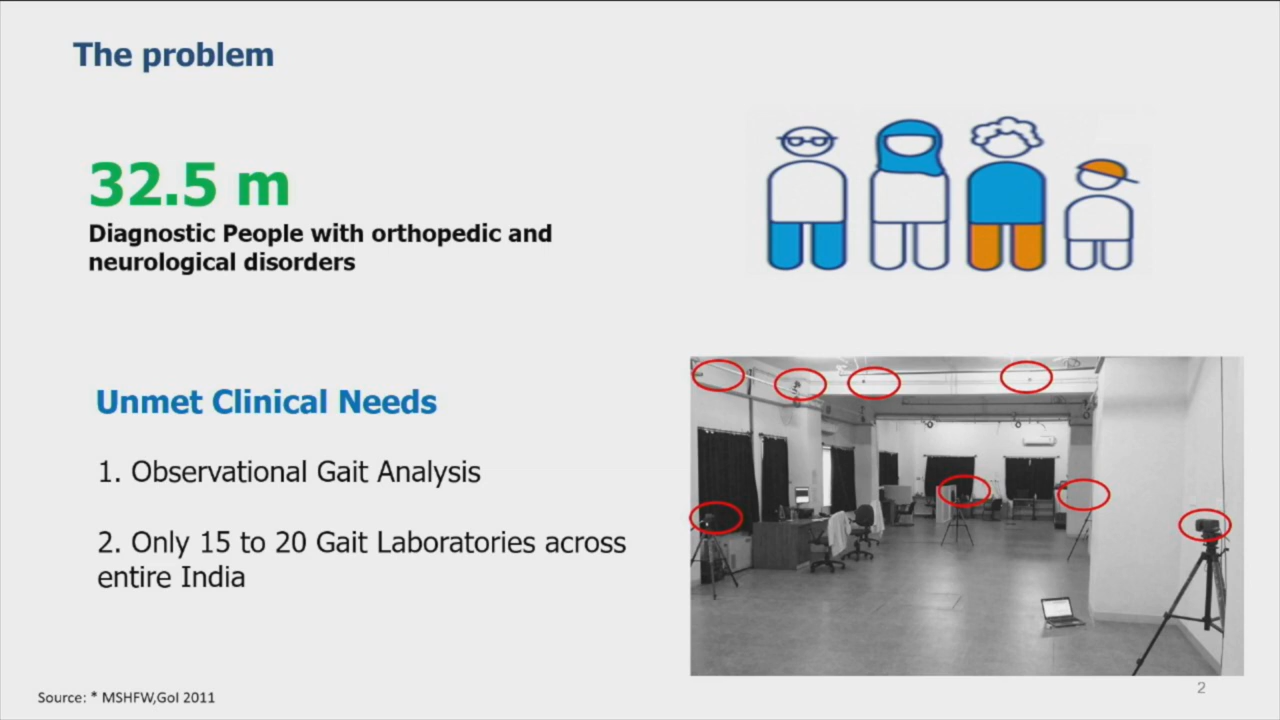 The problem
32.5 m
Diagnostic People with orthopedic and
neurological disorders
Unmet Clinical Needs
1. Observational Gait Analysis
2. Only 15 to 20 Gait Laboratories across
entire India
Source: * MSHFW,GoI 2011
2